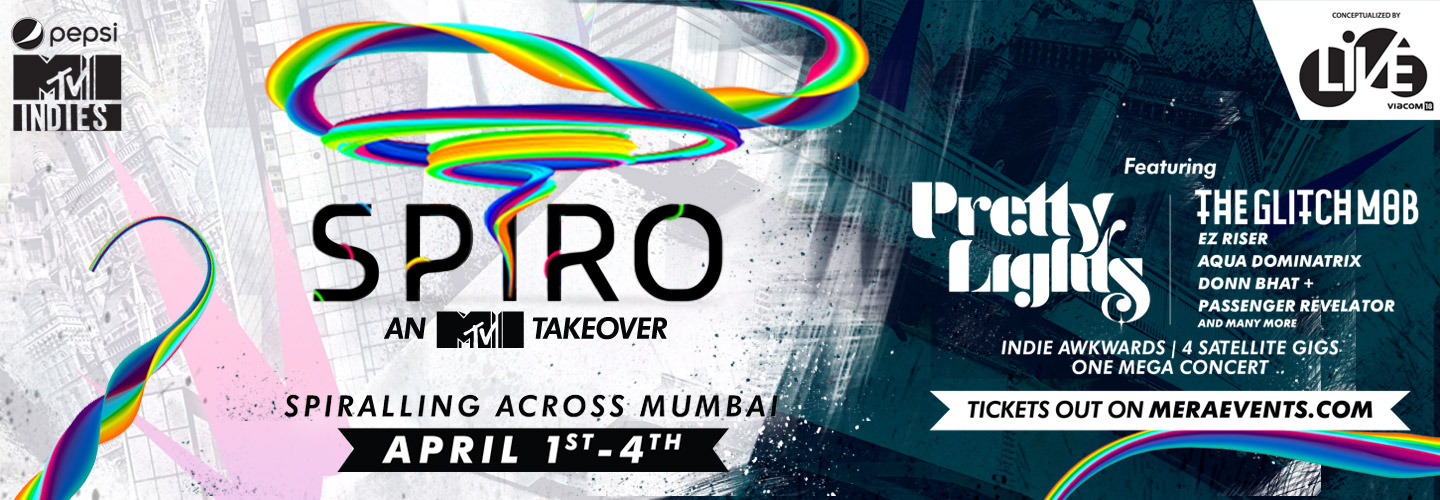 pepsi
MTV
INDIES
SPIRO
AN MTV TAKEOVER
SPIRALLING ACROSS MUMBAI
APRIL 1ST-4TH
CONCEPTUALIZED BY
LIVE
VIACOM18
Featuring
Pretty
Lights
THE GLITCH MOB
EZ RISER
AQUA DOMINATRIX
DONN BHAT +
PASSENGER REVELATOR
AND MANY MORE
INDIE AWKWARDS | 4 SATELLITE GIGS
ONE MEGA CONCERT ..
TICKETS OUT ON MERAEVENTS.COM